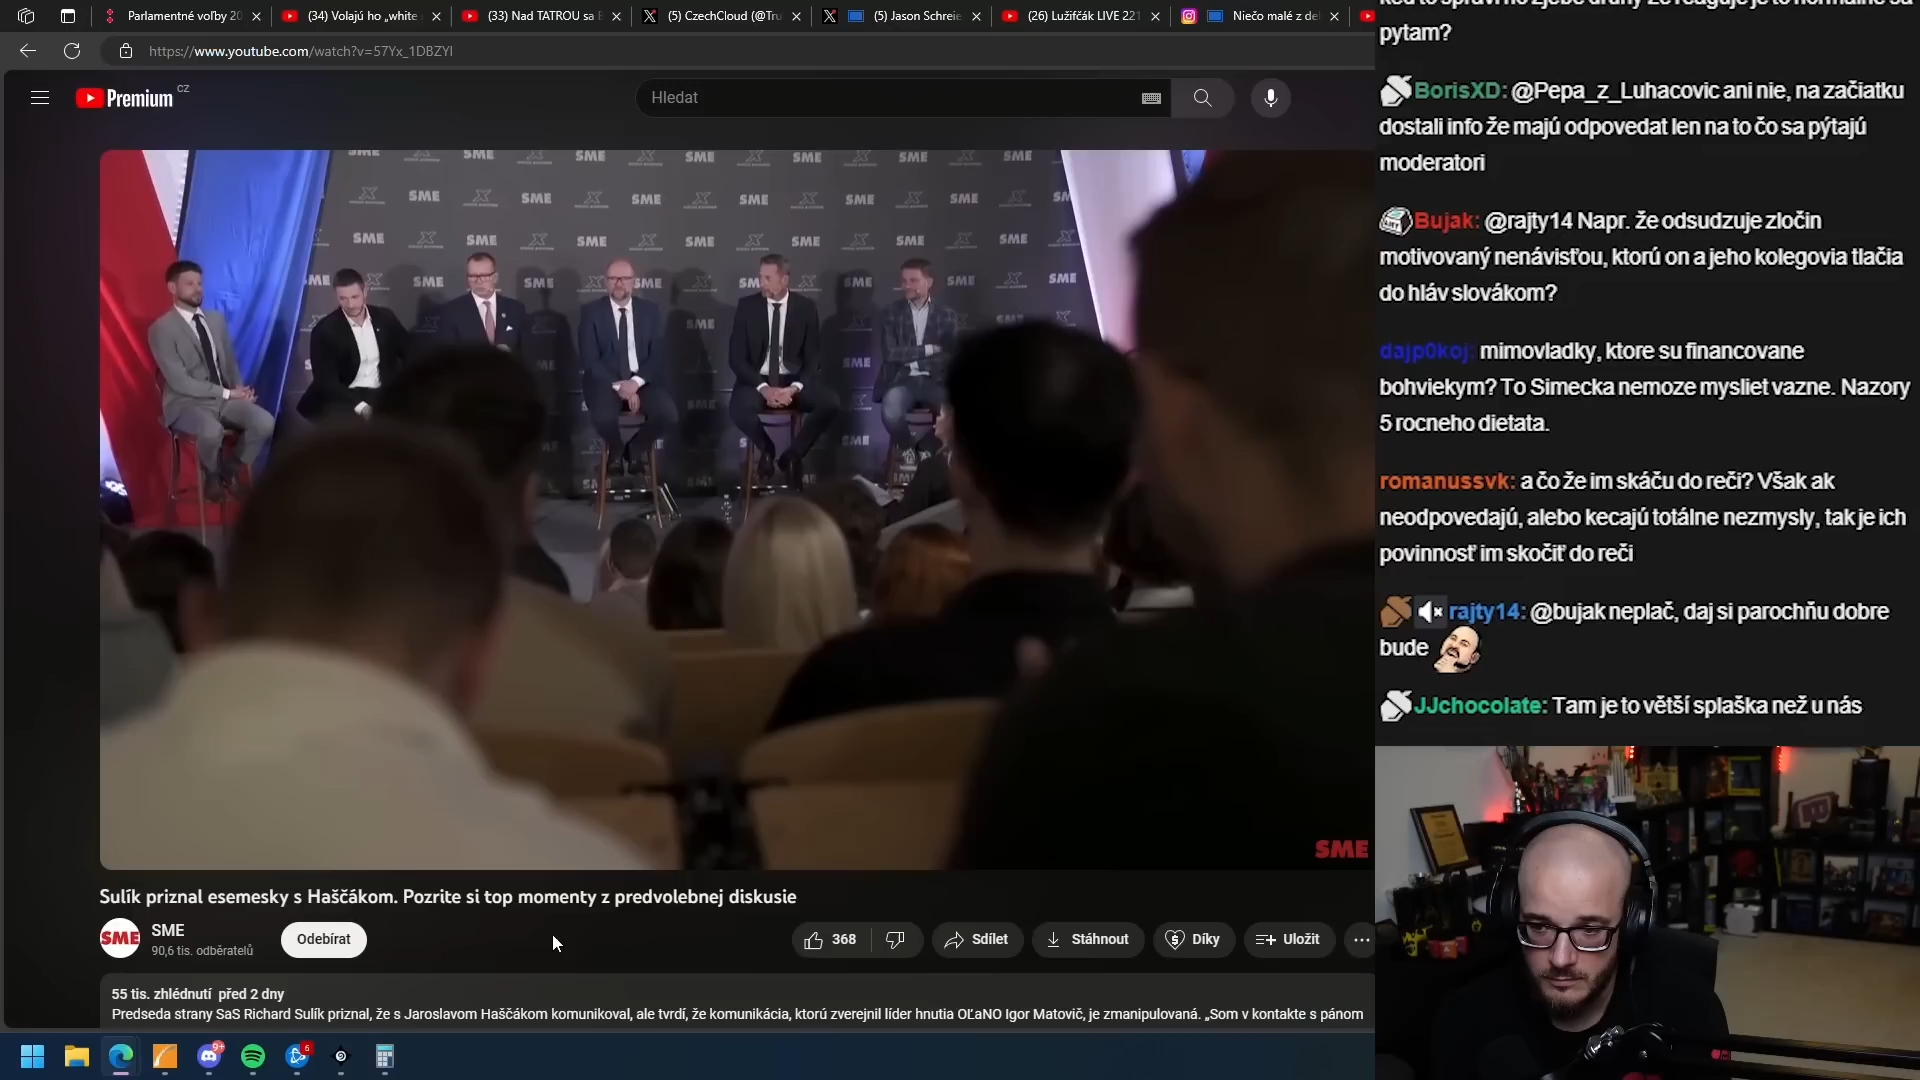 Parlamentné voľby 20
(34) Volajú ho „white
(33) Nad TATROU sa
(5) CzechCloud (@Tru
(5) Jason Schreie
(26) Lužifčák LIVE 221
Niečo malé z de
https://www.youtube.com/watch?v=57Yx_1DBZYI
Premium CZ
Hledat
SME
SME
Sulík priznal esemesky s Haščákom. Pozrite si top momenty z predvolebnej diskusie
SME
SME
90,6 tis. odběratelů
Odebírat
368
Sdílet
Stáhnout
Díky
Uložit
55 tis. zhlédnutí před 2 dny
Predseda strany SaS Richard Sulík priznal, že s Jaroslavom Haščákom komunikoval, ale tvrdí, že komunikácia, ktorú zverejnil líder hnutia OĽaNO Igor Matovič, je zmanipulovaná. „Som v kontakte s pánom
9+
6
pytam?
BorisXD: @Pepa_z_Luhacovic ani nie, na začiatku
dostali info že majú odpovedat len na to čo sa pýtajú
moderatori
Bujak: @rajty14 Napr. že odsudzuje zločin
motivovaný nenávisťou, ktorú on a jeho kolegovia tlačia
do hláv slovákom?
dajp0koj: mimovladky, ktore su financovane
bohviekym? To Simecka nemoze mysliet vazne. Nazory
5 rocneho dietata.
romanussvk: a čo že im skáču do reči? Však ak
neodpovedajú, alebo kecajú totálne nezmysly, tak je ich
povinnosť im skočiť do reči
rajty14: @bujak neplač, daj si parochňu dobre
bude
JJchocolate: Tam je to větší splaška než u nás